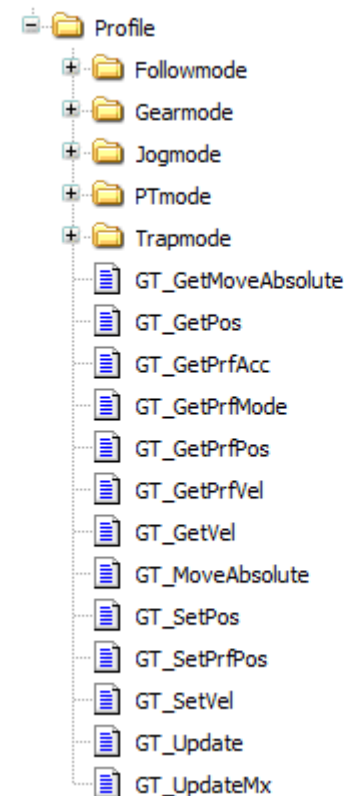 Profile
Followmode
Gearmode
Jogmode
PTmode
Trapmode
GT_GetMoveAbsolute
GT_GetPos
GT_GetPrfAcc
GT_GetPrfMode
GT_GetPrfPos
GT_GetPrfVel
GT_GetVel
GT_MoveAbsolute
GT_SetPos
GT_SetPrfPos
GT_SetVel
GT_Update
GT_UpdateMx